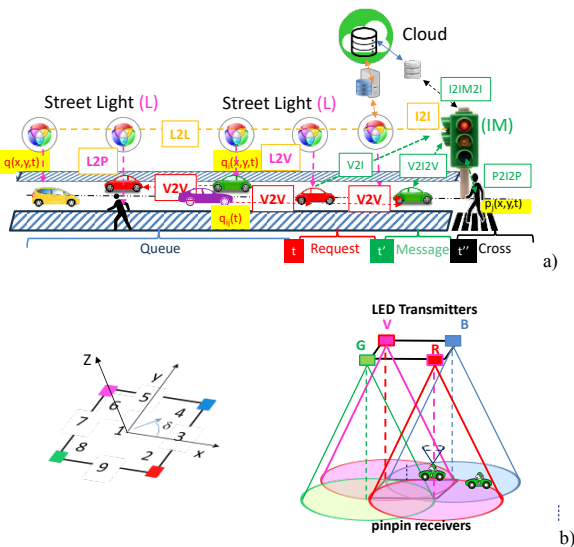 Cloud
Street Light (L)
Street Light (L)
I2IM2I
L2L
I2I
(IM)
q(x,y,t)
L2P
qᵢ(x,y,t)
L2V
V2I
V2I2V
P2I2P
V2V
V2V
V2V
qᵢⱼ(t)
pⱼ(x,y,t)
Queue
t
Request
t'
Message
t''
Cross
a)
LED Transmitters
V
B
G
R
Z
y
5
6
4
7
δ
1
3
x
8
2
9
pinpin receivers
b)